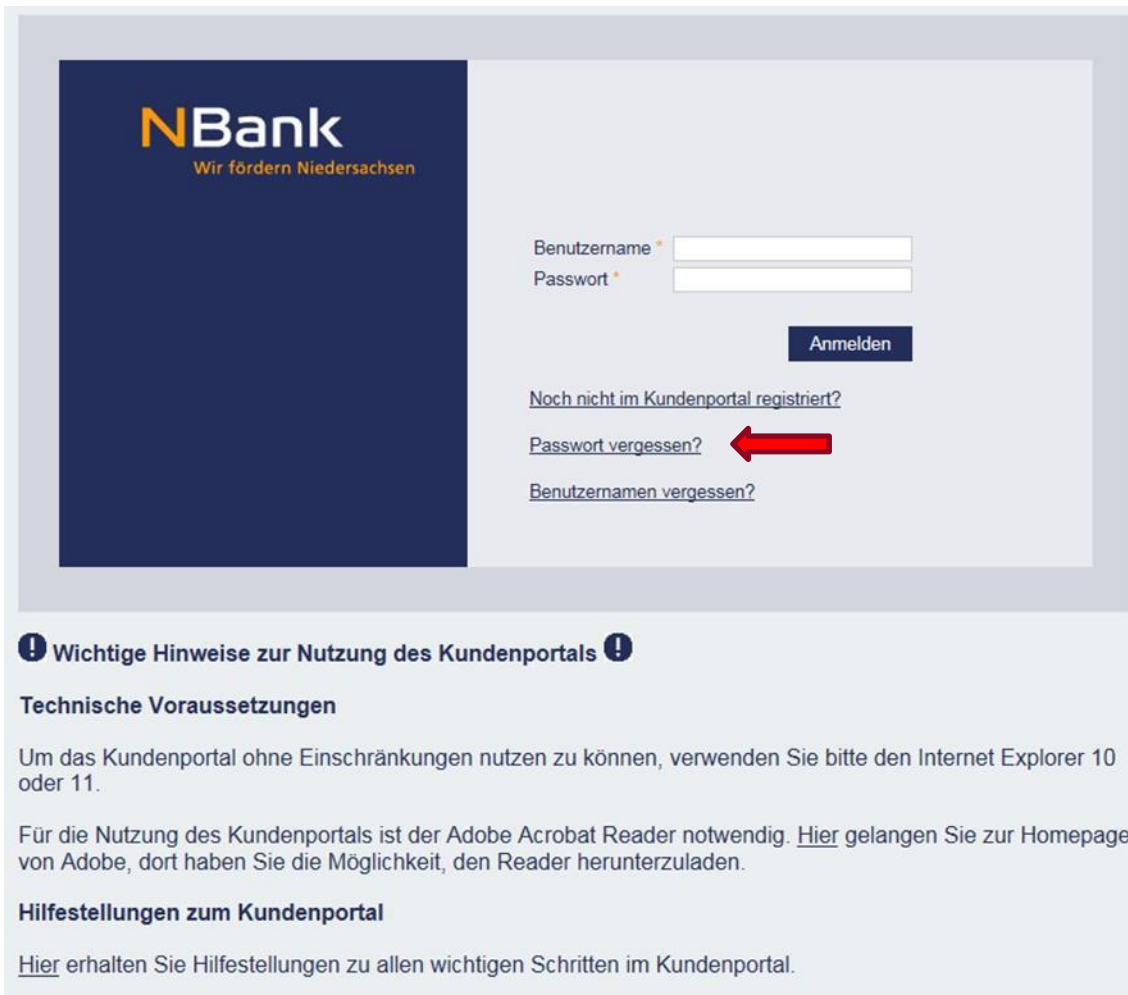 NBank
Wir fördern Niedersachsen
Benutzername *
Passwort *
Anmelden
Noch nicht im Kundenportal registriert?
Passwort vergessen?
Benutzernamen vergessen?
Wichtige Hinweise zur Nutzung des Kundenportals
Technische Voraussetzungen
Um das Kundenportal ohne Einschränkungen nutzen zu können, verwenden Sie bitte den Internet Explorer 10
oder 11.
Für die Nutzung des Kundenportals ist der Adobe Acrobat Reader notwendig. Hier gelangen Sie zur Homepage
von Adobe, dort haben Sie die Möglichkeit, den Reader herunterzuladen.
Hilfestellungen zum Kundenportal
Hier erhalten Sie Hilfestellungen zu allen wichtigen Schritten im Kundenportal.